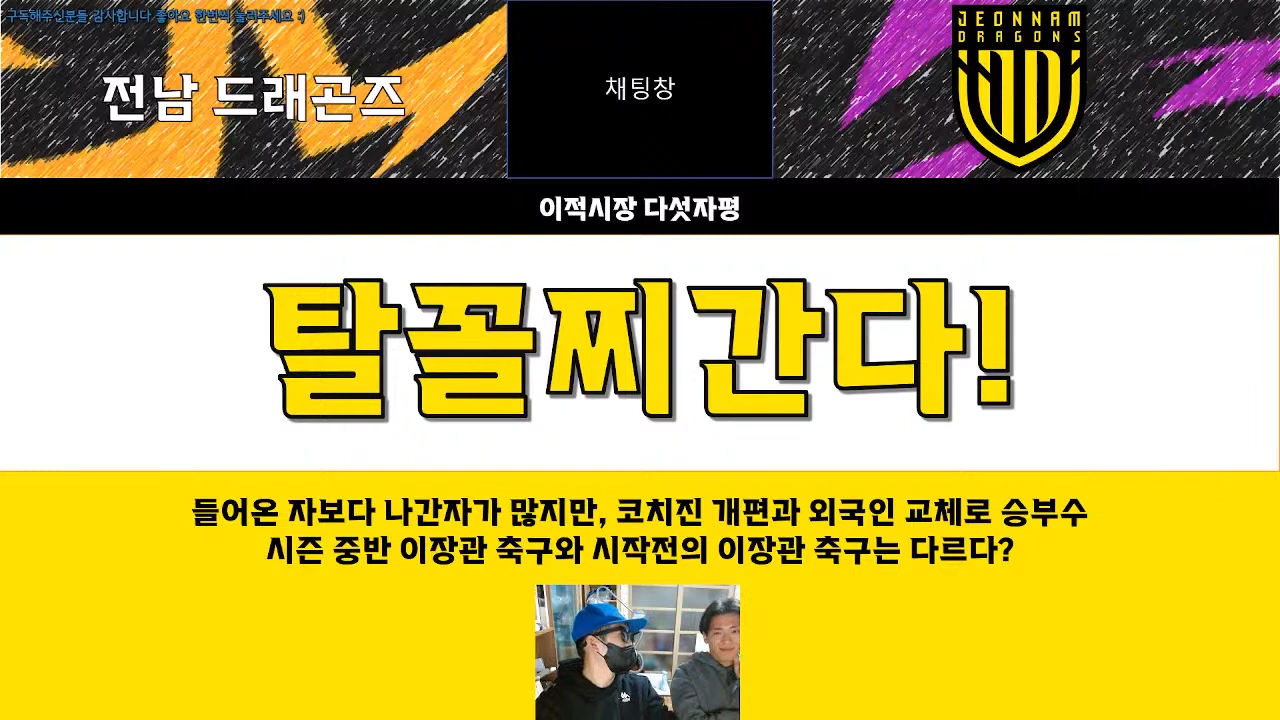 구독해주신분들 감사합니다 좋아요 한번씩 눌러주세요 :)
전남 드래곤즈
채팅창
JEONNAM
DRAGONS
이적시장 다섯자평
탈꼴찌간다!
들어온 자보다 나간자가 많지만, 코치진 개편과 외국인 교체로 승부수
시즌 중반 이장관 축구와 시작전의 이장관 축구는 다르다?